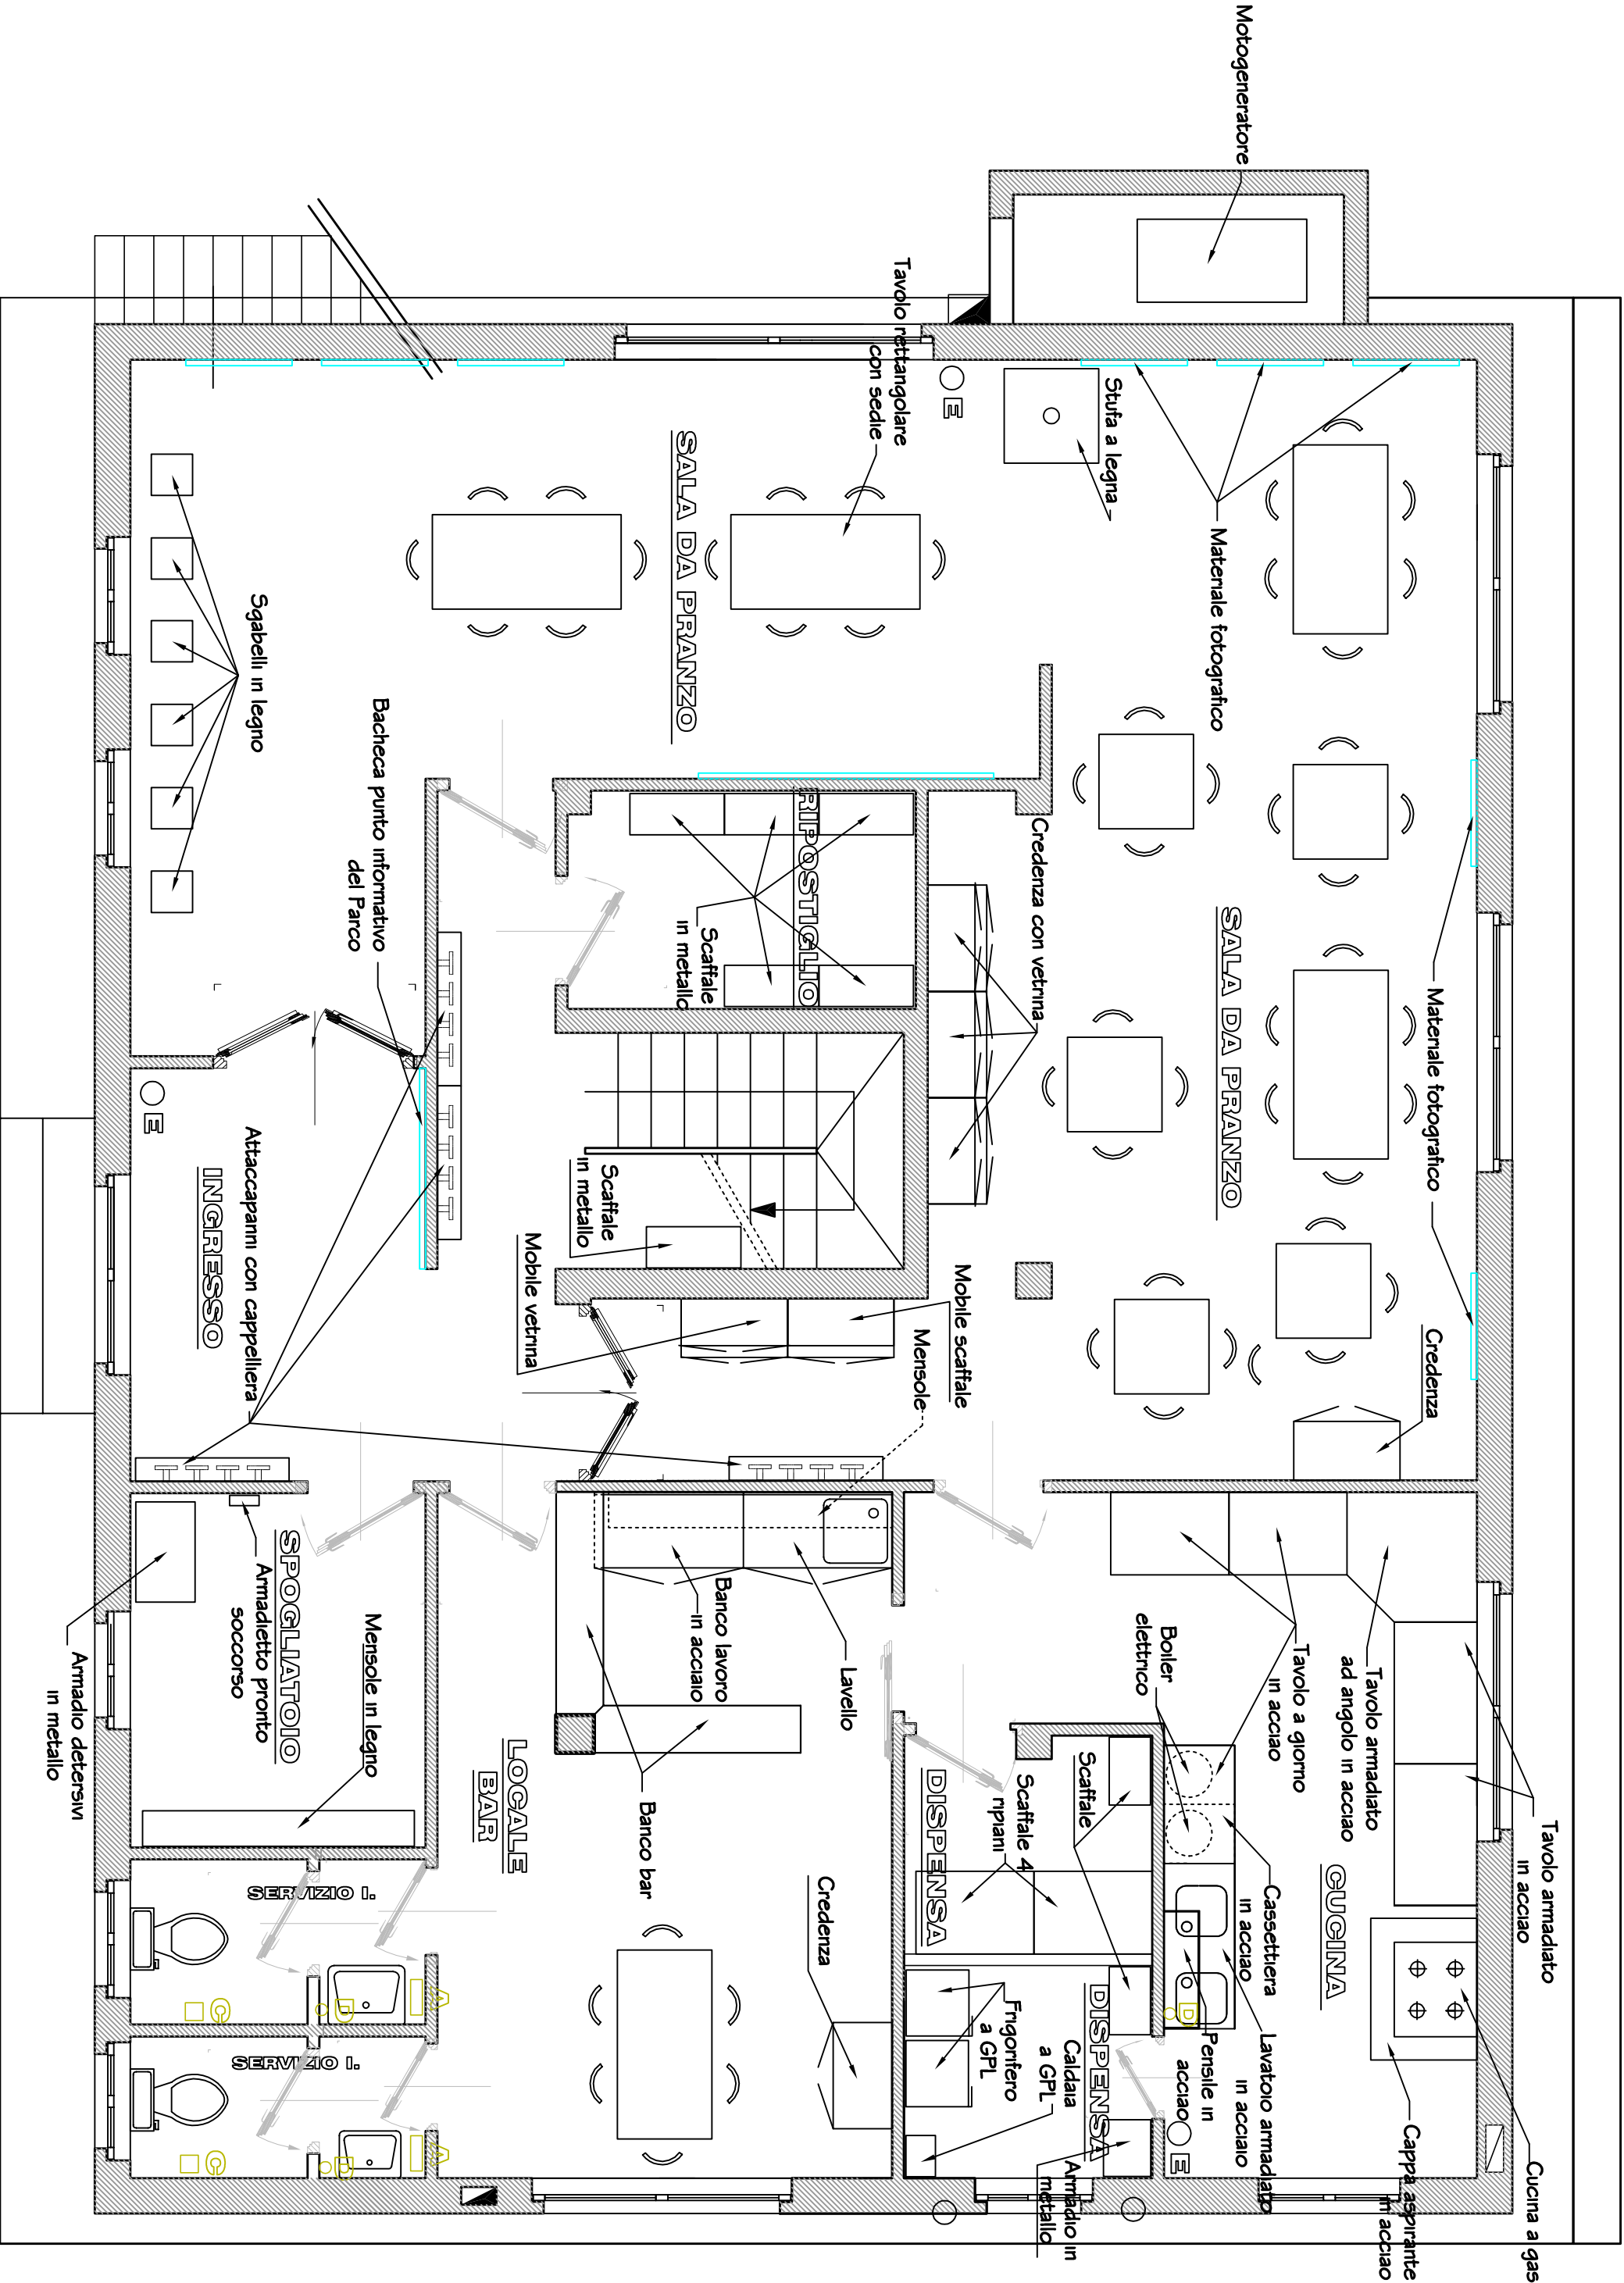 Motogeneratore
Tavolo rettangolare
con sedie
E
Stufa a legna
Materiale fotografico
SALA DA PRANZO
Sgabelli in legno
Bacheca punto informativo
del Parco
RIPOSTIGLIO
Scaffale
in metallo
Credenza con vetrina
SALA DA PRANZO
Materiale fotografico
E
INGRESSO
Attaccapanni con cappelliera
Scaffale
in metallo
Mobile vetrina
Mobile scaffale
Mensole
Credenza
SPOGLIATOIO
Armadietto pronto
soccorso
Armadio detersivi
in metallo
Mensole in legno
Banco lavoro
in acciaio
Lavello
Banco bar
LOCALE
BAR
Credenza
Boiler
elettrico
Tavolo a giorno
in acciaio
Tavolo armadiato
ad angolo in acciao
Tavolo armadiato
in acciaio
CUCINA
Scaffale
Scaffale 4
ripiani
DISPENSA
Cassettiera
in acciaio
Lavatoio armadiato
in acciaio
Pensile in
acciao
D
E
Cucina a gas
Cappa aspirante
in acciao
DISPENSA
Frigorifero
a GPL
Caldaia
a GPL
Armadio in
metallo
SERVIZIO I.
A
D
C
SERVIZIO I.
A
B
C